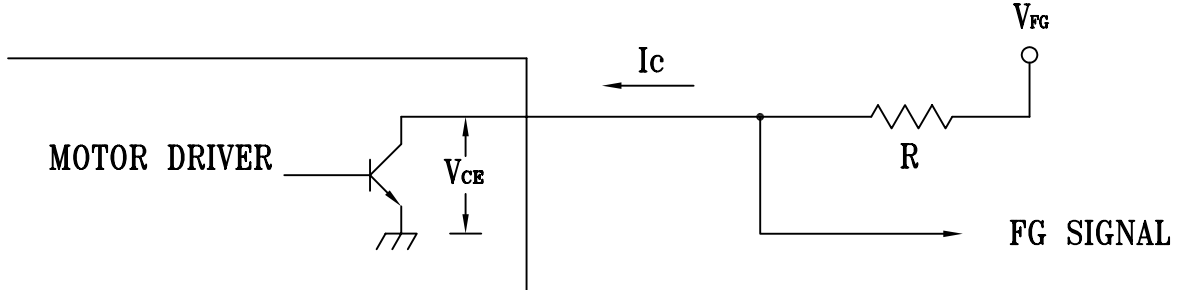 VFG
Ic
MOTOR DRIVER
VCE
R
FG SIGNAL